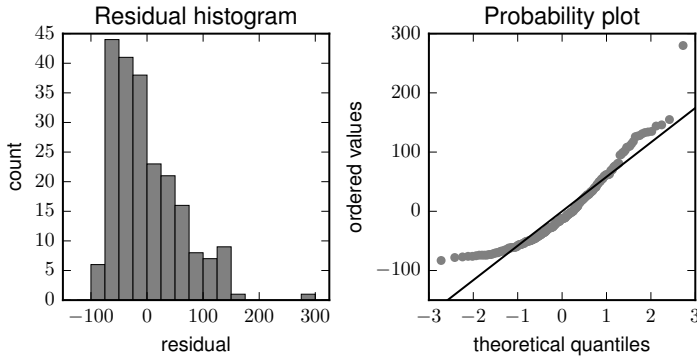 Residual histogram
45
40
35
30
25
20
15
10
5
0
count
−100 0 100 200 300
residual
Probability plot
300
200
100
0
−100
ordered values
−3 −2 −1 0 1 2 3
theoretical quantiles